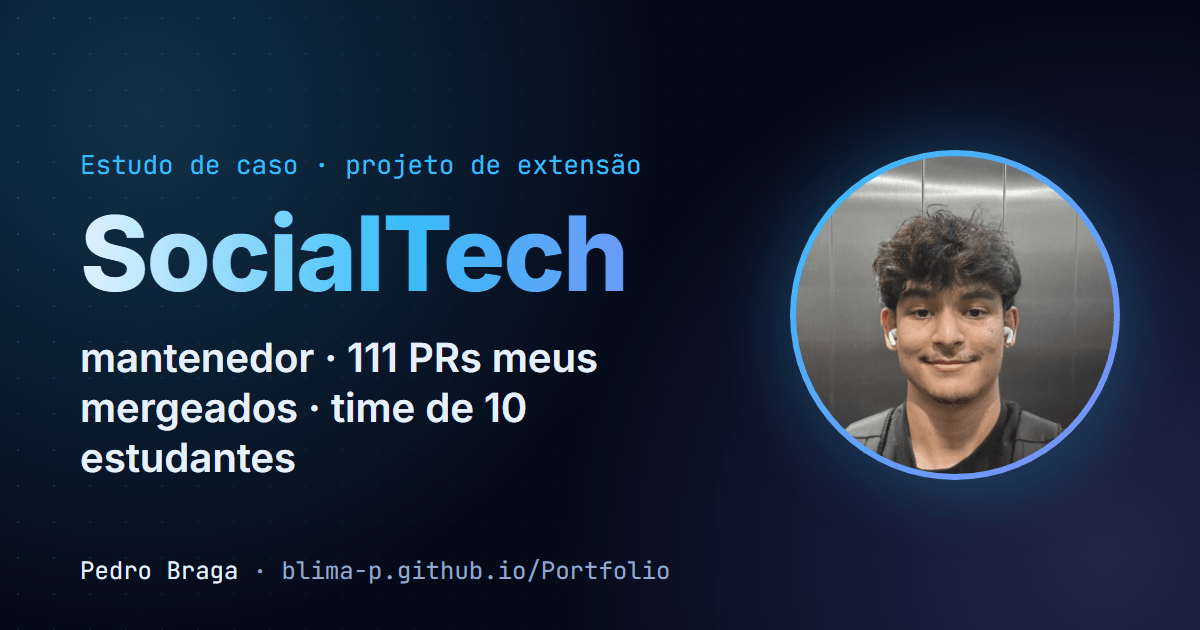 Estudo de caso · projeto de extensão
SocialTech
mantenedor · 111 PRs meus
mergeados · time de 10
estudantes
Pedro Braga · blima-p.github.io/Portfolio